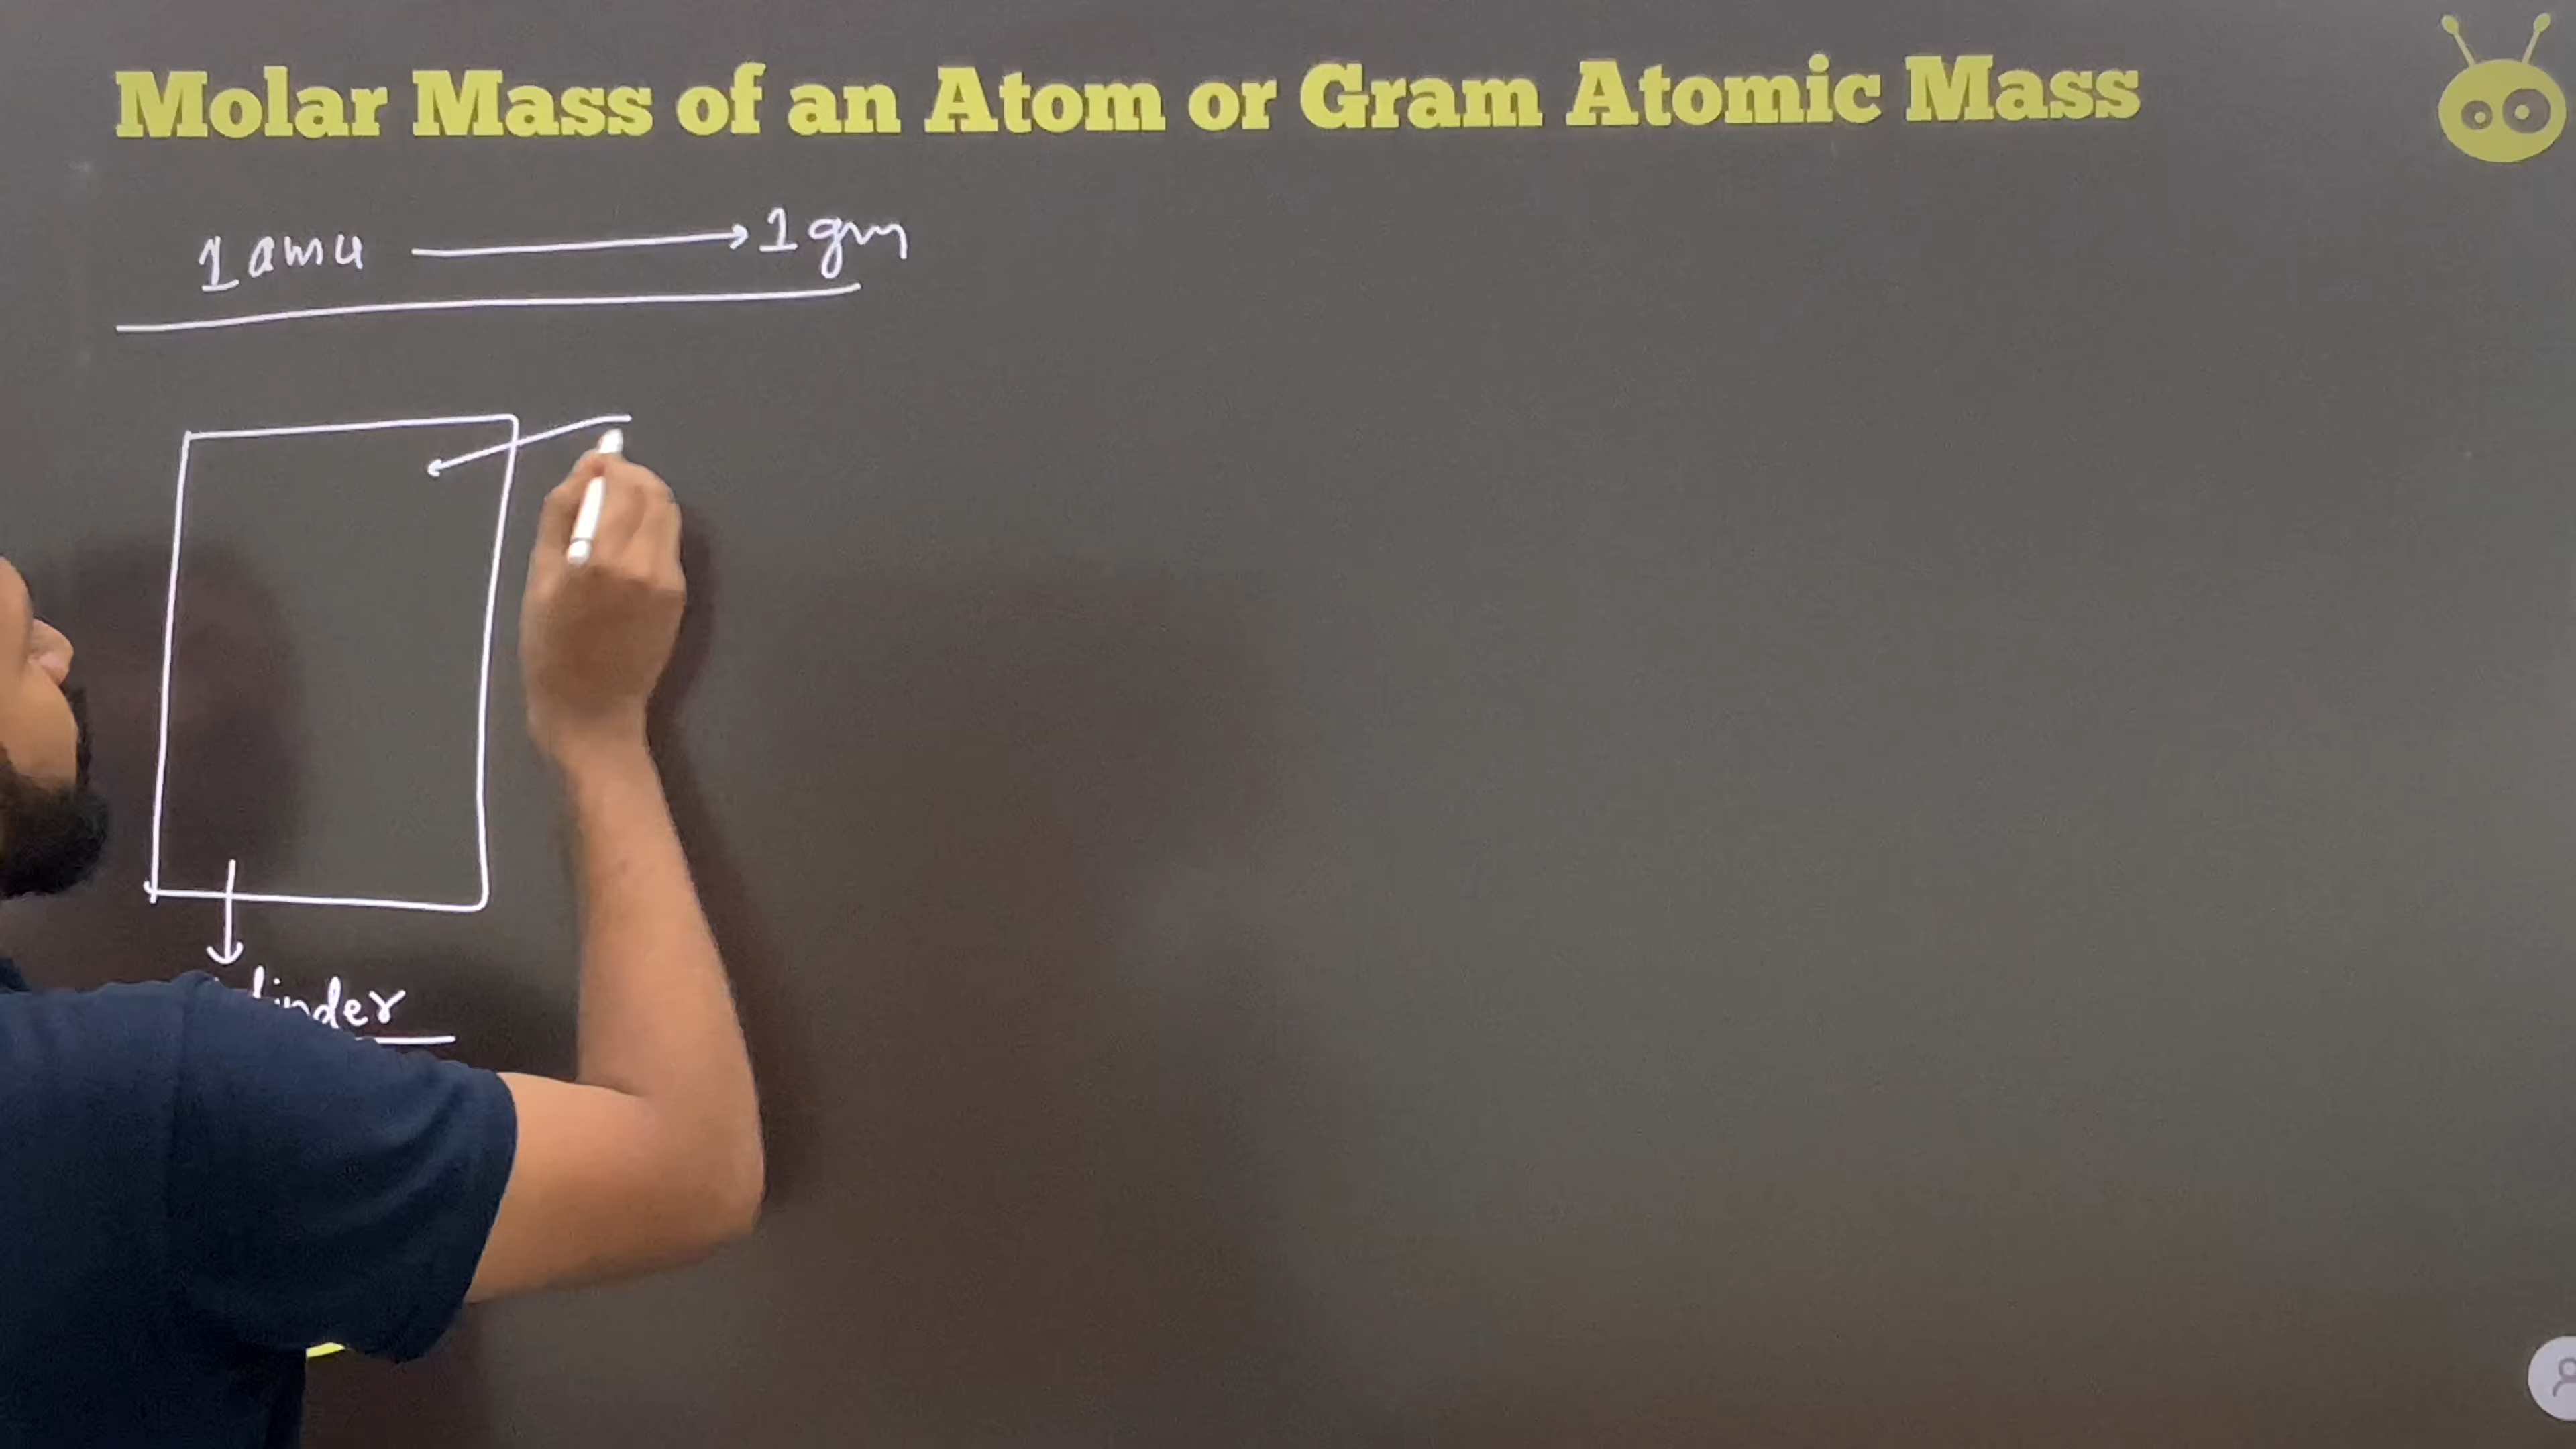 Molar Mass of an Atom or Gram Atomic Mass
1 amu → 1 gm